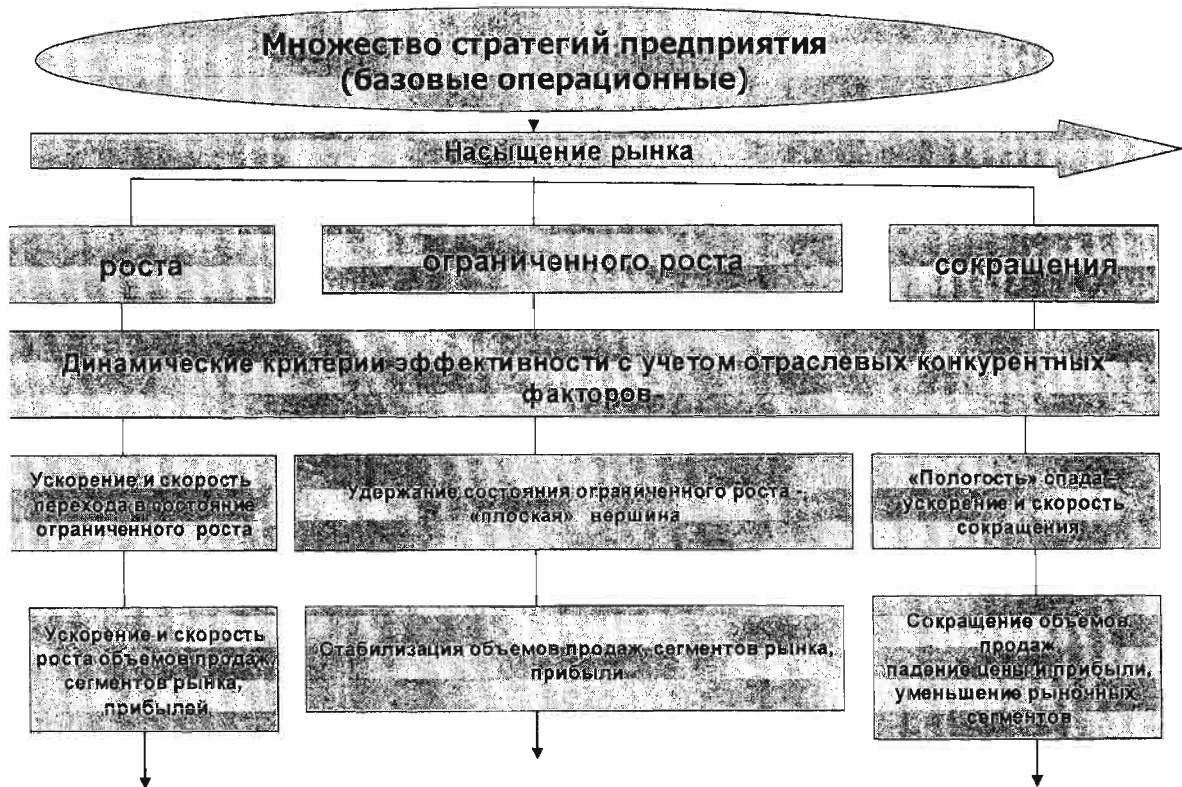 Множество стратегий предприятия
(базовые операционные)
Насыщение рынка
роста
ограниченного роста
сокращения
Динамические критерии эффективности с учетом отраслевых конкурентных
факторов
Ускорение и скорость
перехода в состояние
ограниченного роста
Удержание состояния ограниченного роста -
«плоская» вершина
«Пологость» спада –
ускорение и скорость
сокращения
Ускорение и скорость
роста объемов продаж,
сегментов рынка,
прибылей
Стабилизация объемов продаж, сегментов рынка,
прибыли
Сокращение объемов
продаж,
падение цены и прибыли,
уменьшение рыночных
сегментов